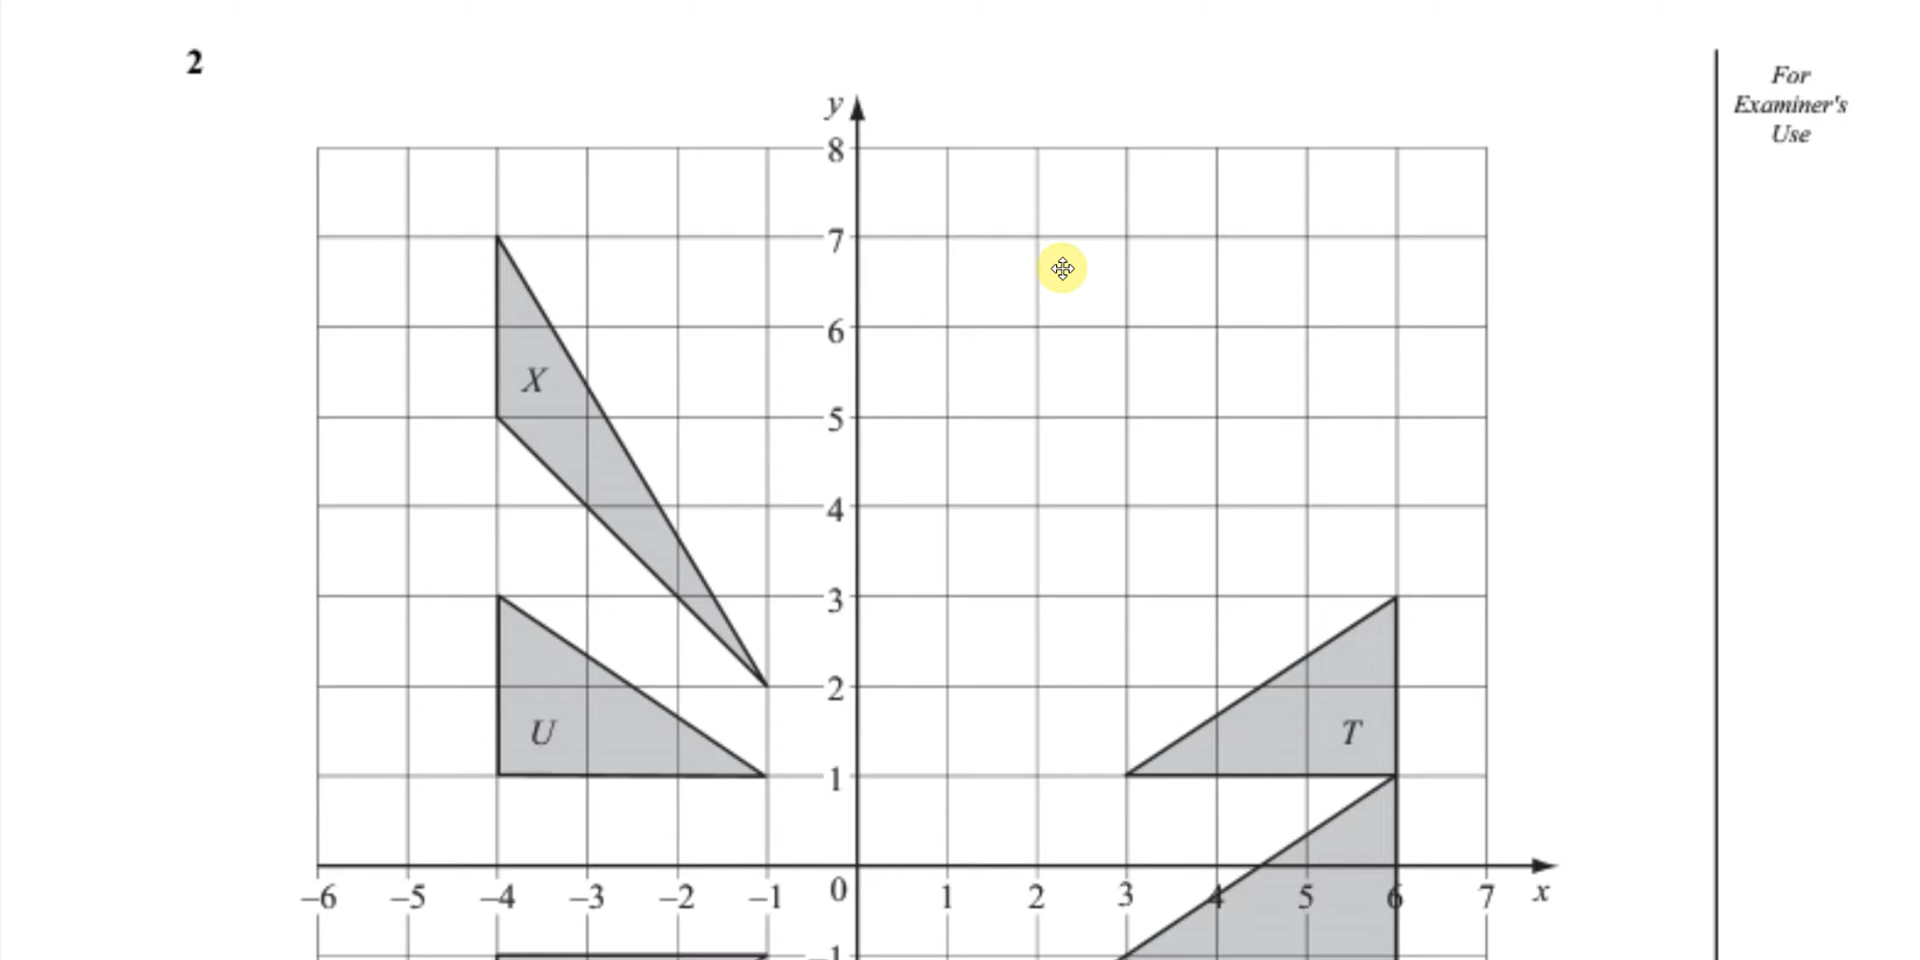 2
For
Examiner's
Use
y
8
7
6
X
5
4
3
U
T
2
1
–6 –5 –4 –3 –2 –1 0 1 2 3 4 5 6 7 x
–1